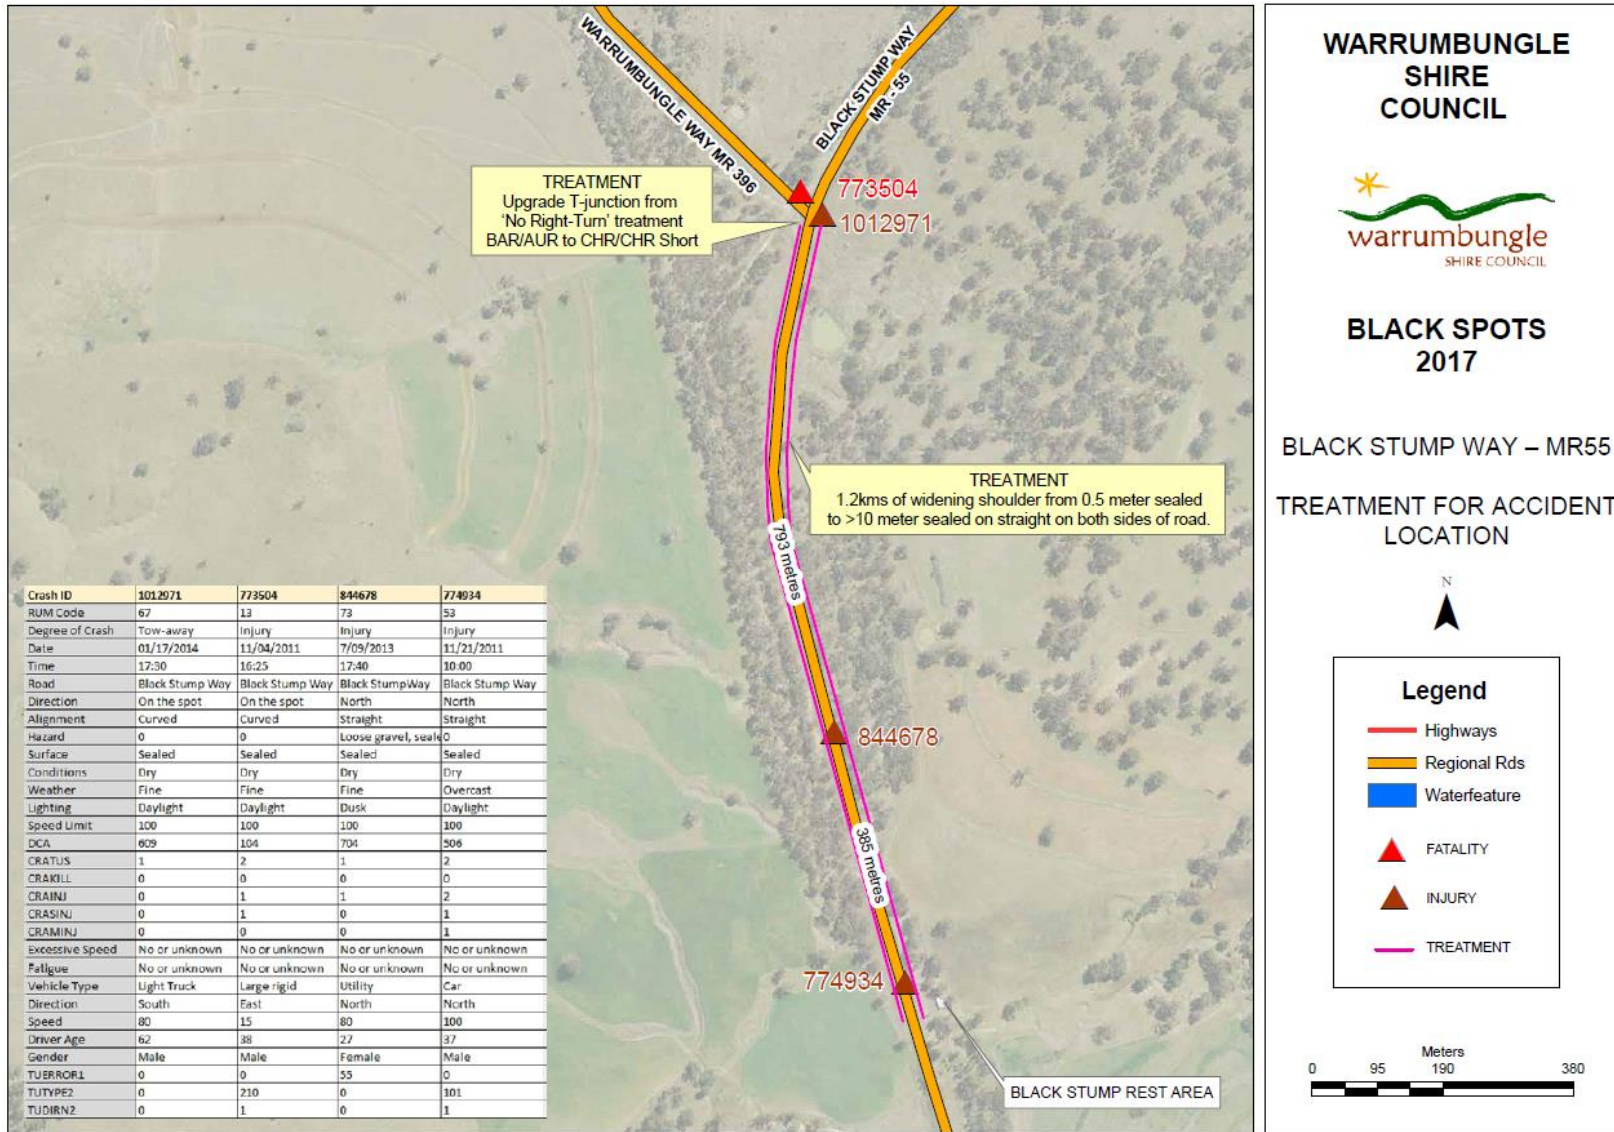 WARRUMBUNGLE WAY MR 396
BLACK STUMP WAY
MR - 55
TREATMENT
Upgrade T-junction from
'No Right-Turn' treatment
BAR/AUR to CHR/CHR Short
773504
1012971
TREATMENT
1.2kms of widening shoulder from 0.5 meter sealed
to >10 meter sealed on straight on both sides of road.
793 metres
844678
385 metres
774934
BLACK STUMP REST AREA
Crash ID 1012971 773504 844678 774934
RUM Code 67 13 73 53
Degree of Crash Tow-away Injury Injury Injury
Date 01/17/2014 11/04/2011 7/09/2013 11/21/2011
Time 17:30 16:25 17:40 10:00
Road Black Stump Way Black Stump Way Black StumpWay Black Stump Way
Direction On the spot On the spot North North
Alignment Curved Curved Straight Straight
Hazard 0 0 Loose gravel, seale 0
Surface Sealed Sealed Sealed Sealed
Conditions Dry Dry Dry Dry
Weather Fine Fine Fine Overcast
Lighting Daylight Daylight Dusk Daylight
Speed Limit 100 100 100 100
DCA 609 104 704 506
CRATUS 1 2 1 2
CRAKILL 0 0 0 0
CRAINJ 0 1 1 2
CRASINJ 0 1 0 1
CRAMINJ 0 0 0 1
Excessive Speed No or unknown No or unknown No or unknown No or unknown
Fatigue No or unknown No or unknown No or unknown No or unknown
Vehicle Type Light Truck Large rigid Utility Car
Direction South East North North
Speed 80 15 80 100
Driver Age 62 38 27 37
Gender Male Male Female Male
TUERROR1 0 0 55 0
TUTYPE2 0 210 0 101
TUDIRN2 0 1 0 1
WARRUMBUNGLE
SHIRE
COUNCIL
warrumbungle
SHIRE COUNCIL
BLACK SPOTS
2017
BLACK STUMP WAY – MR55
TREATMENT FOR ACCIDENT
LOCATION
N
Legend
Highways
Regional Rds
Waterfeature
FATALITY
INJURY
TREATMENT
Meters
0 95 190 380